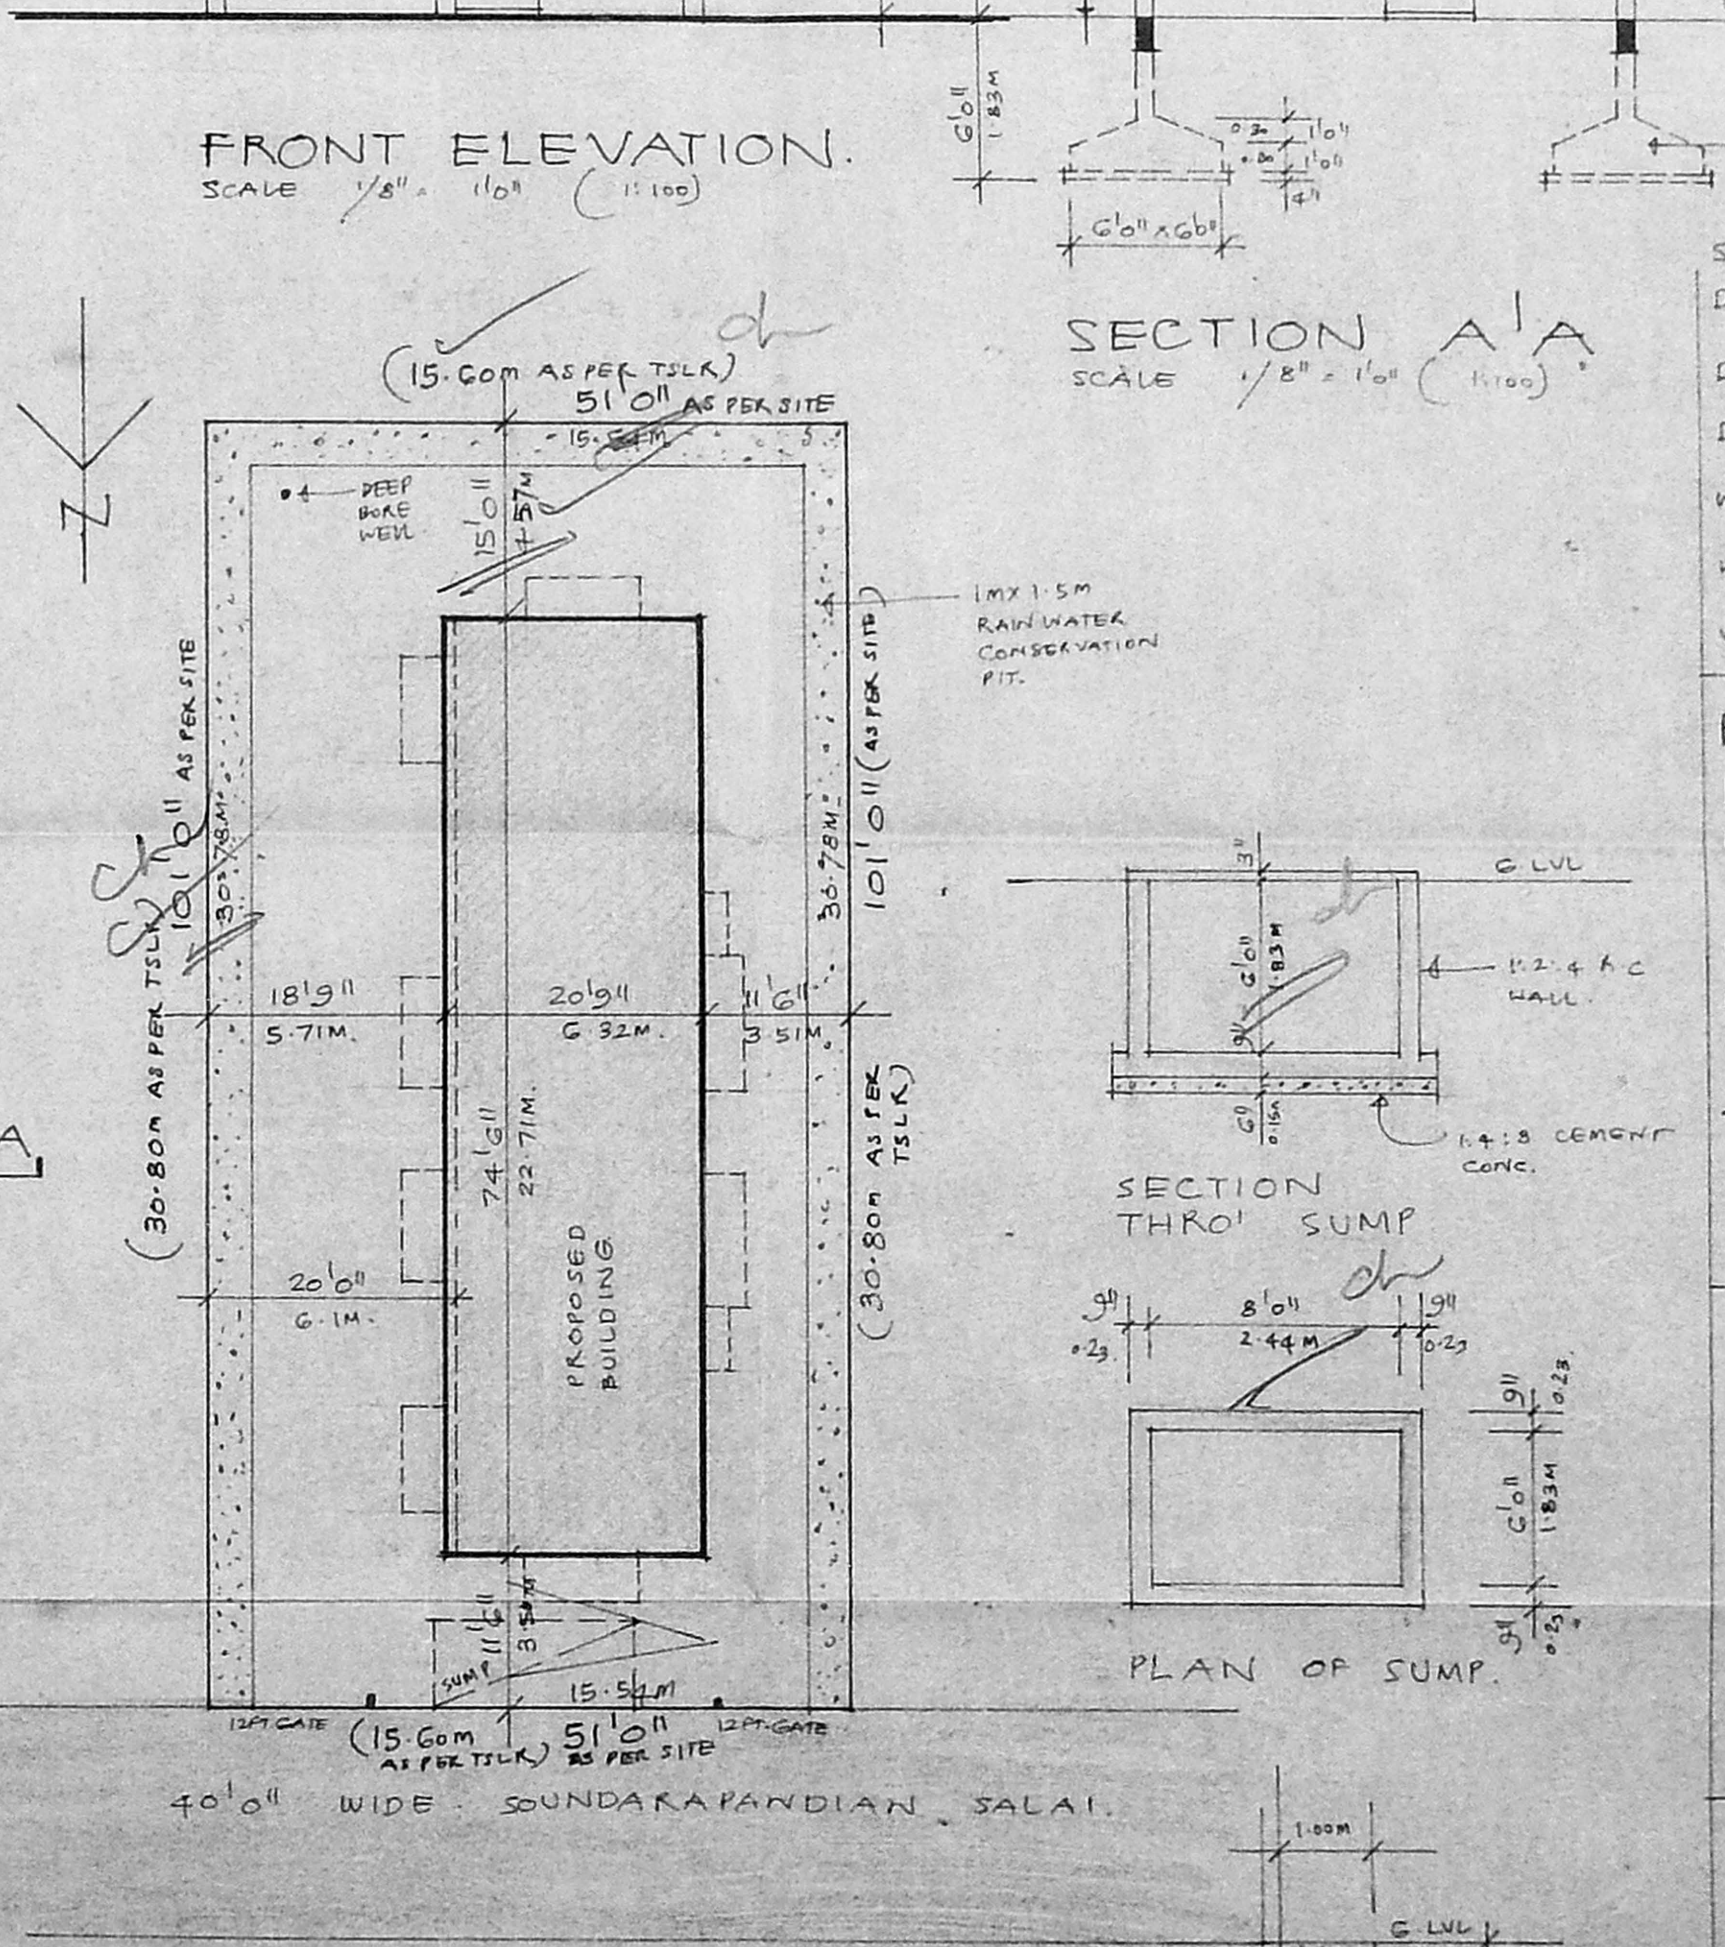 FRONT ELEVATION.
SCALE 1/8" = 1'0" (1:100)
6'0"
1.83M
0.30 1'0"
0.30 1'0"
4"
6'0" x 6'0"
SECTION A'A
SCALE 1/8" = 1'0" (1:100)
(15.60m AS PER TSLR)
51'0" AS PER SITE
N
DEEP
BORE
WELL
15'0"
4.57M
101'0" AS PER SITE
30.78M.
(30.80m AS PER TSLR)
1M X 1.5M
RAIN WATER
CONSERVATION
PIT.
101'0" (AS PER SITE)
30.78M.
(30.80m AS PER
TSLR)
18'9" 20'9" 11'6"
5.71M. 6.32M. 3.51M
74'6"
22.71M.
20'0"
6.1M.
PROPOSED
BUILDING.
11'6"
SUMP
15.54M
12FT.GATE (15.60m 51'0" 12FT.GATE
AS PER TSLR) AS PER SITE
40'0" WIDE SOUNDARAPANDIAN SALAI.
3"
G LVL
6'0"
1.83M
9"
1:2:4 R.C
WALL.
6"
0.15m
1:4:8 CEMENT
CONC.
SECTION
THRO' SUMP
9" 8'0" 9"
0.23. 2.44M 0.23
9"
0.23.
6'0"
1.83M
9"
0.23
PLAN OF SUMP.
1.00M
G LVL
A